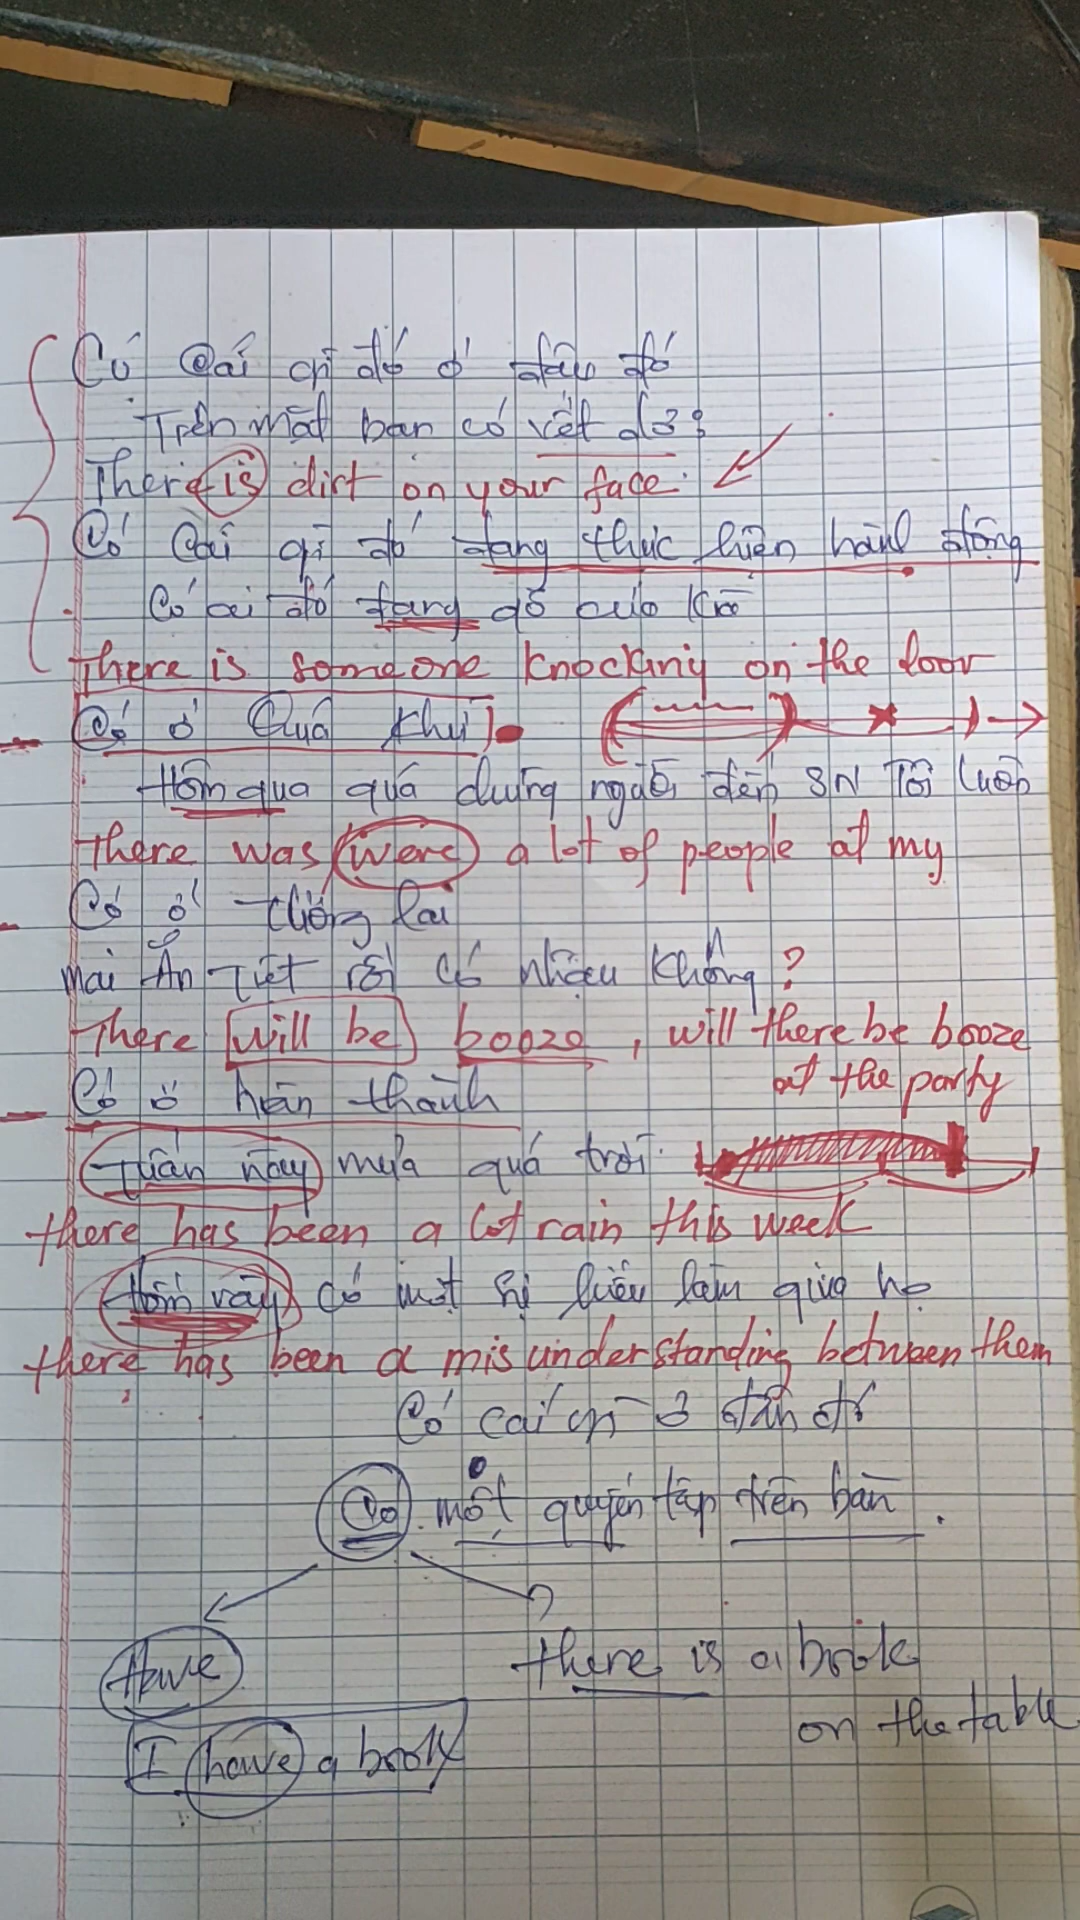 Có cái gì đó ở đâu đó
Trên mặt bạn có vết dơ
There is dirt on your face.
Có cái gì đó đang thực hiện hành động
Có ai đó đang gõ cửa
There is someone knocking on the door
Có ở Quá khứ
Hôm qua quá chừng người đến SN Tôi luôn
There was were a lot of people at my
Có ở tương lai
mai Ăn Tiệt rồi có nhậu không?
There will be booze, will there be booze
at the party
Có ở hoàn thành
tuần này mưa quá trời
there has been a lot rain this week
Hôm rày có một sự hiểu lầm giữa họ
there has been a misunderstanding between them
Có cái gì ở đâu đó
Có một quyển tập trên bàn.
Have
there is a book
on the table
I have a book